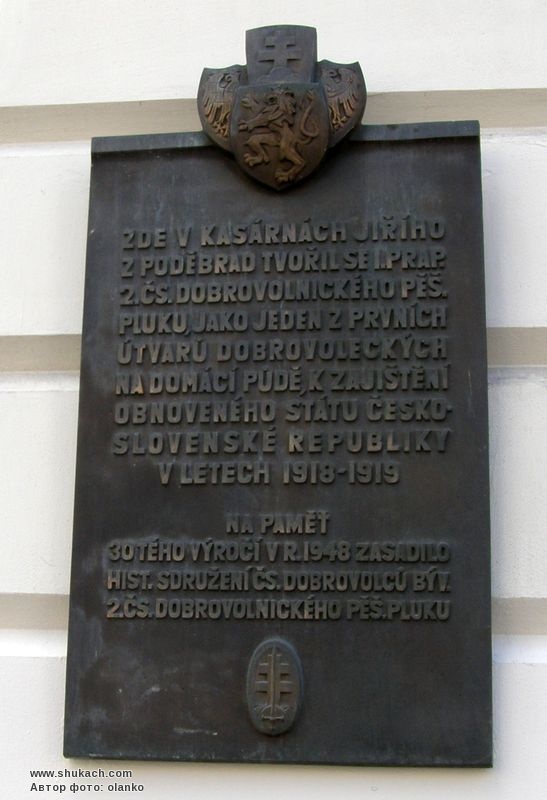 ZDE V KASÁRNÁCH JIŘÍHO
Z PODĚBRAD TVOŘIL SE I. PRAP
2. ČS. DOBROVOLNICKÉHO PĚŠ.
PLUKU, JAKO JEDEN Z PRVNÍCH
ÚTVARŮ DOBROVOLECKÝCH
NA DOMÁCÍ PŮDĚ, K ZAJIŠTĚNÍ
OBNOVENÉHO STÁTU ČESKO-
SLOVENSKÉ REPUBLIKY
V LETECH 1918-1919
NA PAMĚŤ
30TÉHO VÝROČÍ V R. 1948 ZASADILO
HIST. SDRUŽENÍ ČS. DOBROVOLCŮ BÝV.
2. ČS. DOBROVOLNICKÉHO PĚŠ. PLUKU
www.shukach.com
Автор фото: olanko